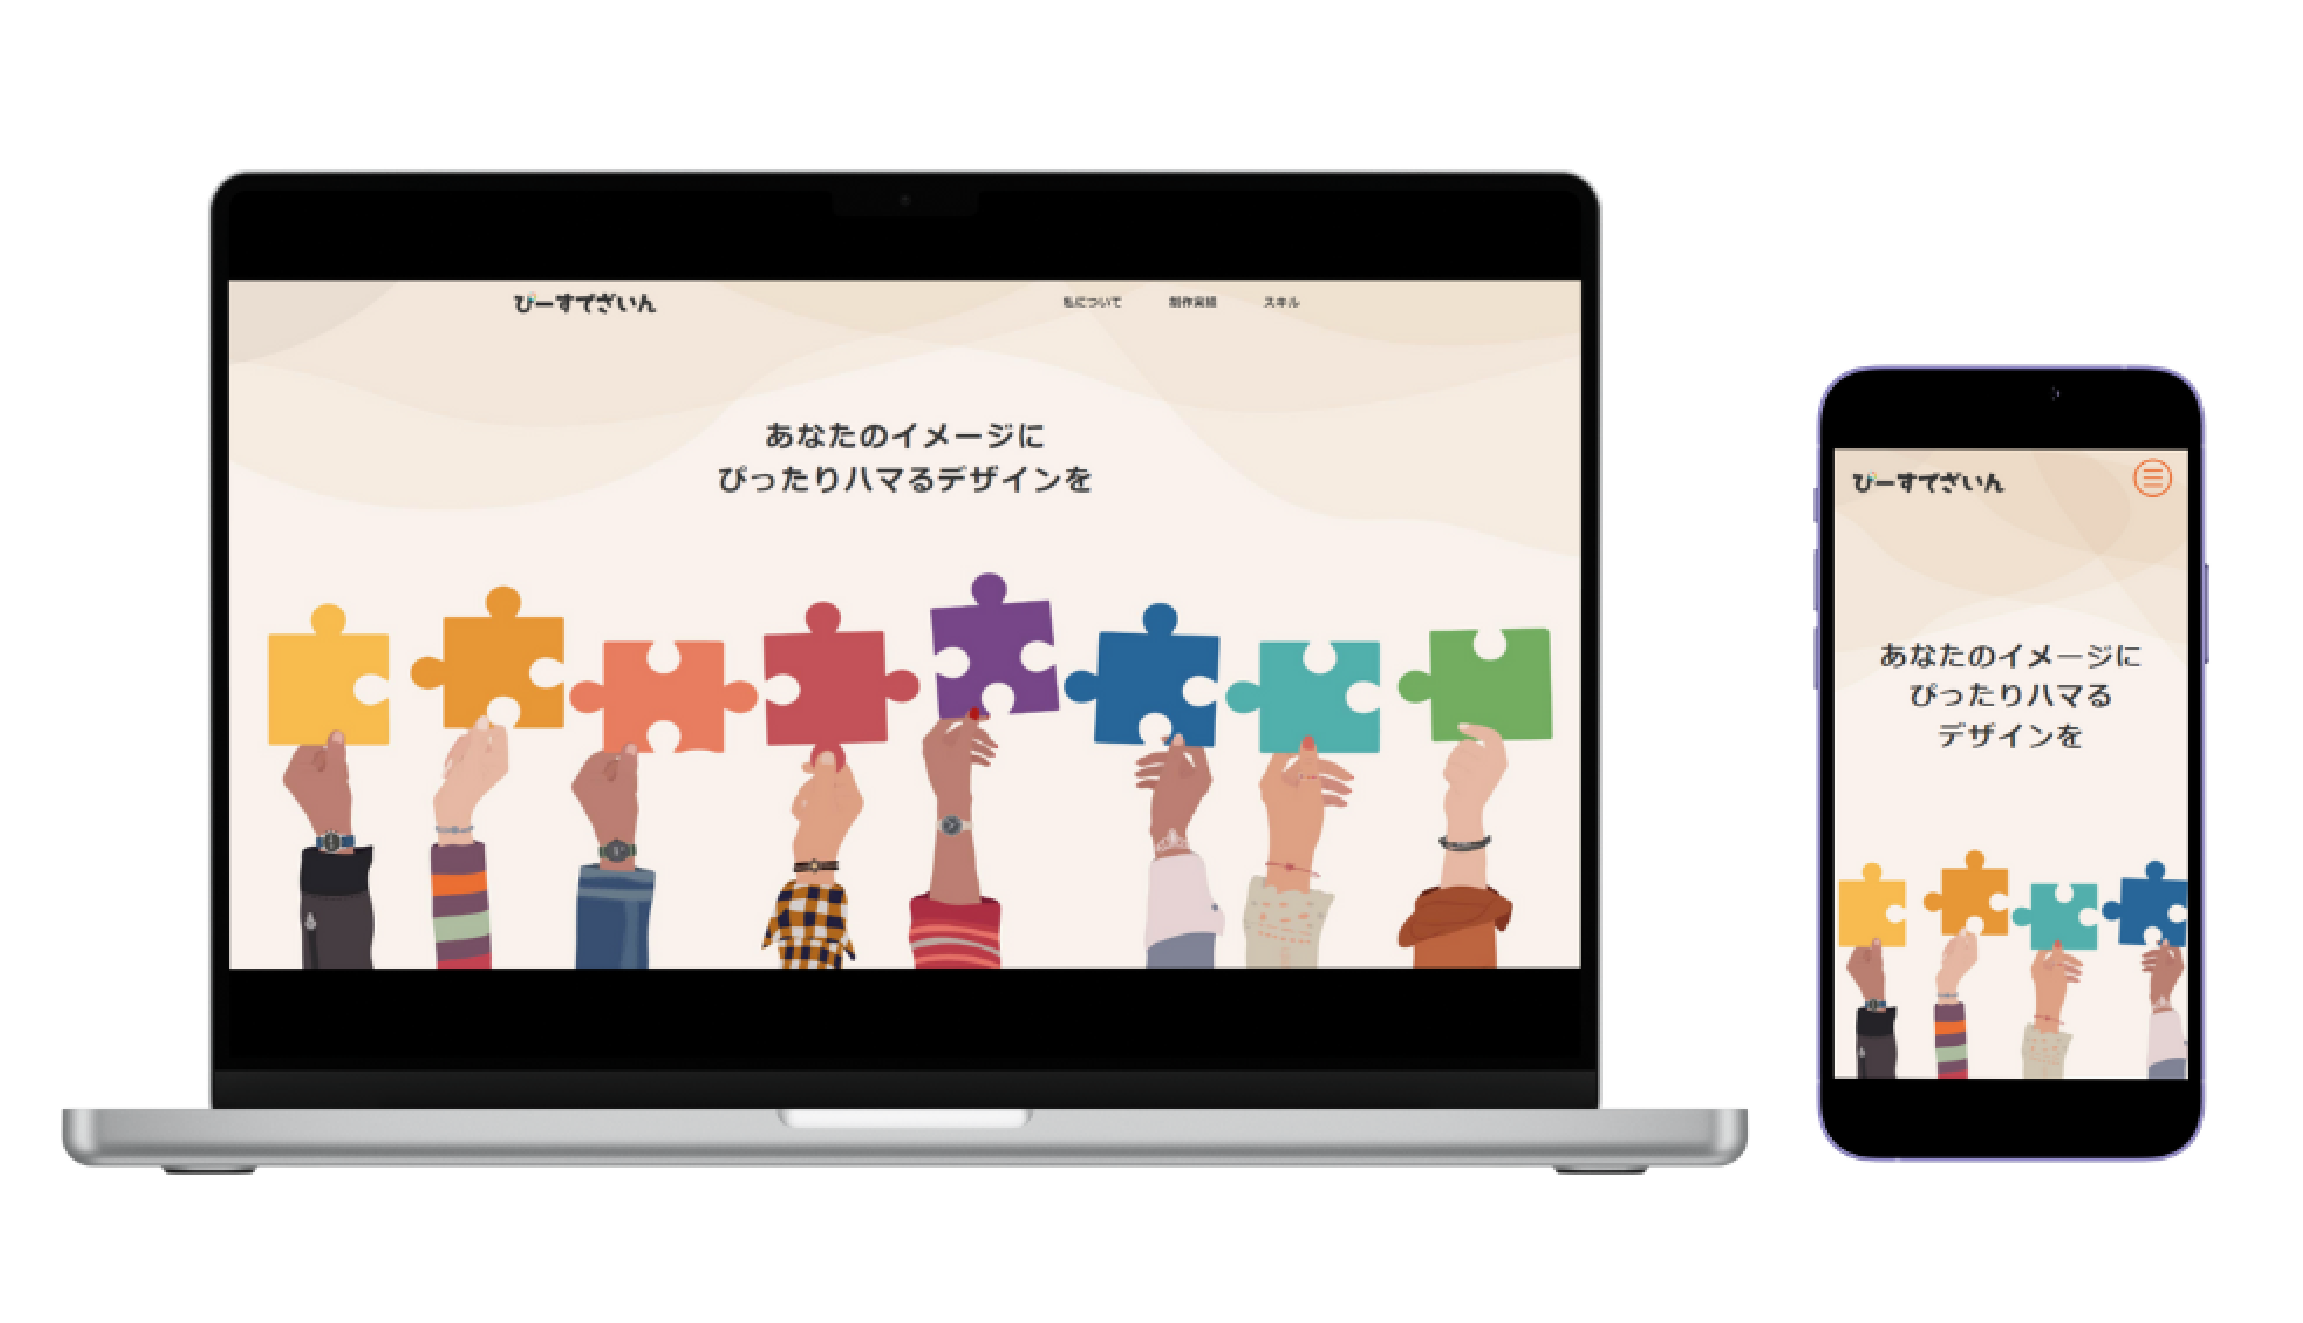 ぴーすでざいん
私について 制作実績 スキル
あなたのイメージに
ぴったりハマるデザインを
ぴーすでざいん
あなたのイメージに
ぴったりハマる
デザインを